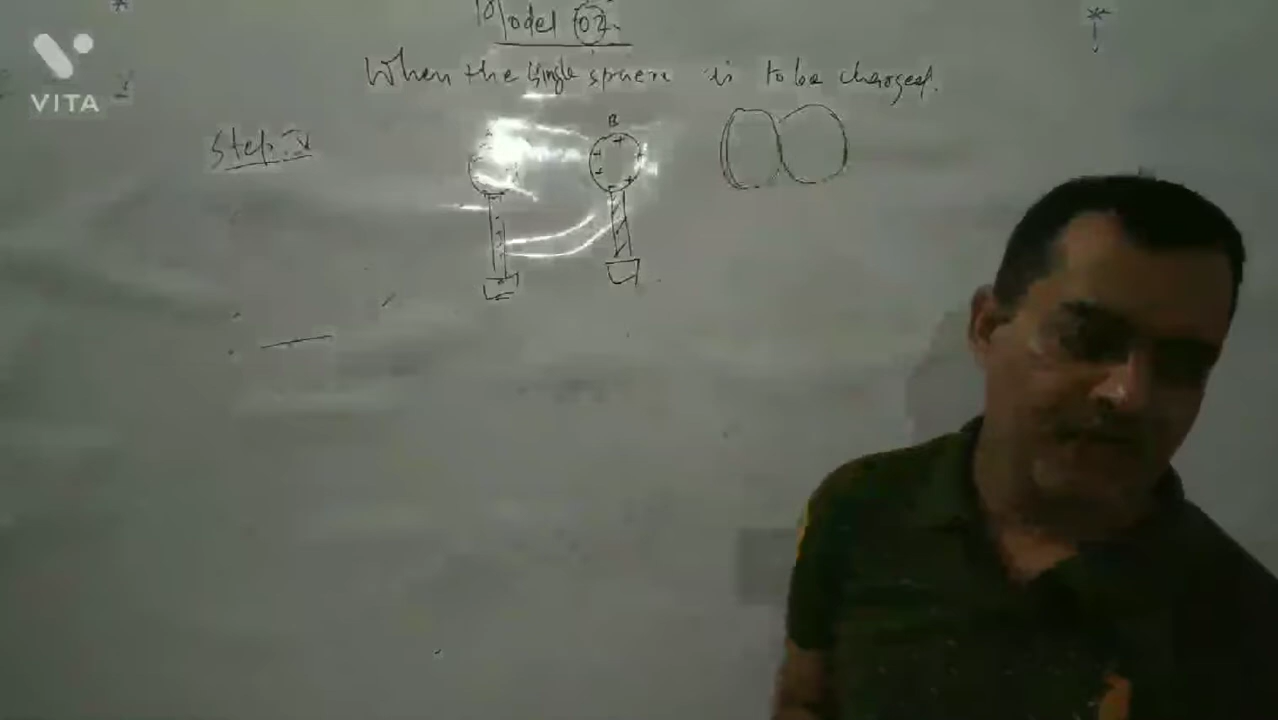 Model 02.
When the single sphere is to be charged.
VITA
Step: V
B